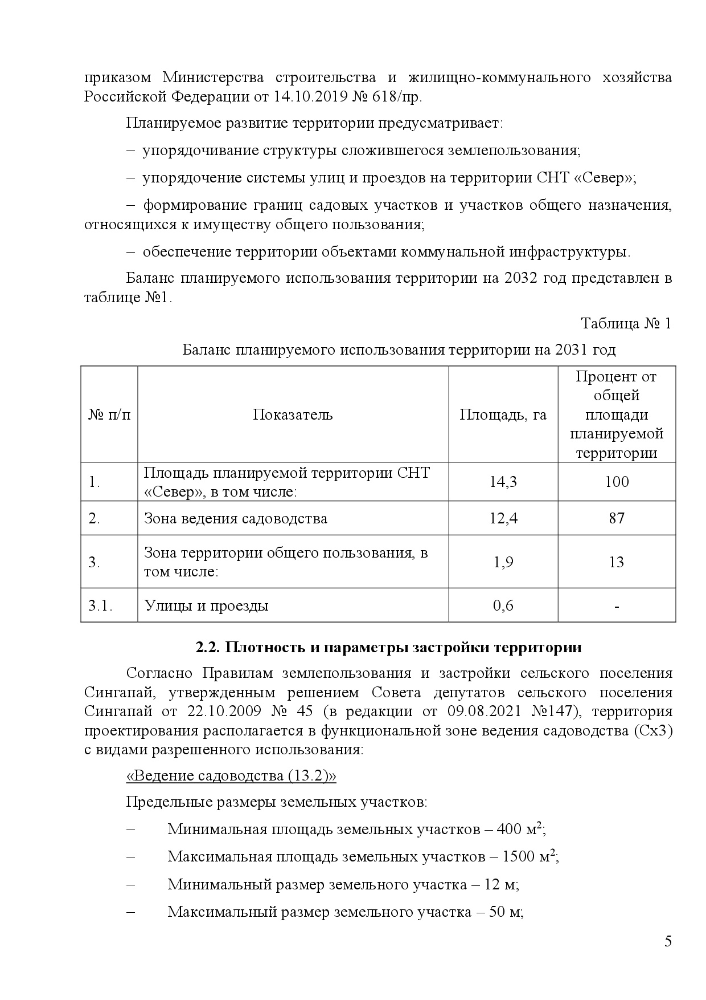 приказом Министерства строительства и жилищно-коммунального хозяйства
Российской Федерации от 14.10.2019 № 618/пр.
Планируемое развитие территории предусматривает:
– упорядочивание структуры сложившегося землепользования;
– упорядочение системы улиц и проездов на территории СНТ «Север»;
– формирование границ садовых участков и участков общего назначения,
относящихся к имуществу общего пользования;
– обеспечение территории объектами коммунальной инфраструктуры.
Баланс планируемого использования территории на 2032 год представлен в
таблице №1.
Таблица № 1
Баланс планируемого использования территории на 2031 год
№ п/п
Показатель
Площадь, га
Процент от
общей
площади
планируемой
территории
1.
Площадь планируемой территории СНТ
«Север», в том числе:
14,3
100
2.
Зона ведения садоводства
12,4
87
3.
Зона территории общего пользования, в
том числе:
1,9
13
3.1.
Улицы и проезды
0,6
-
2.2. Плотность и параметры застройки территории
Согласно Правилам землепользования и застройки сельского поселения
Сингапай, утвержденным решением Совета депутатов сельского поселения
Сингапай от 22.10.2009 № 45 (в редакции от 09.08.2021 №147), территория
проектирования располагается в функциональной зоне ведения садоводства (Сх3)
с видами разрешенного использования:
«Ведение садоводства (13.2)»
Предельные размеры земельных участков:
– Минимальная площадь земельных участков – 400 м²;
– Максимальная площадь земельных участков – 1500 м²;
– Минимальный размер земельного участка – 12 м;
– Максимальный размер земельного участка – 50 м;
5